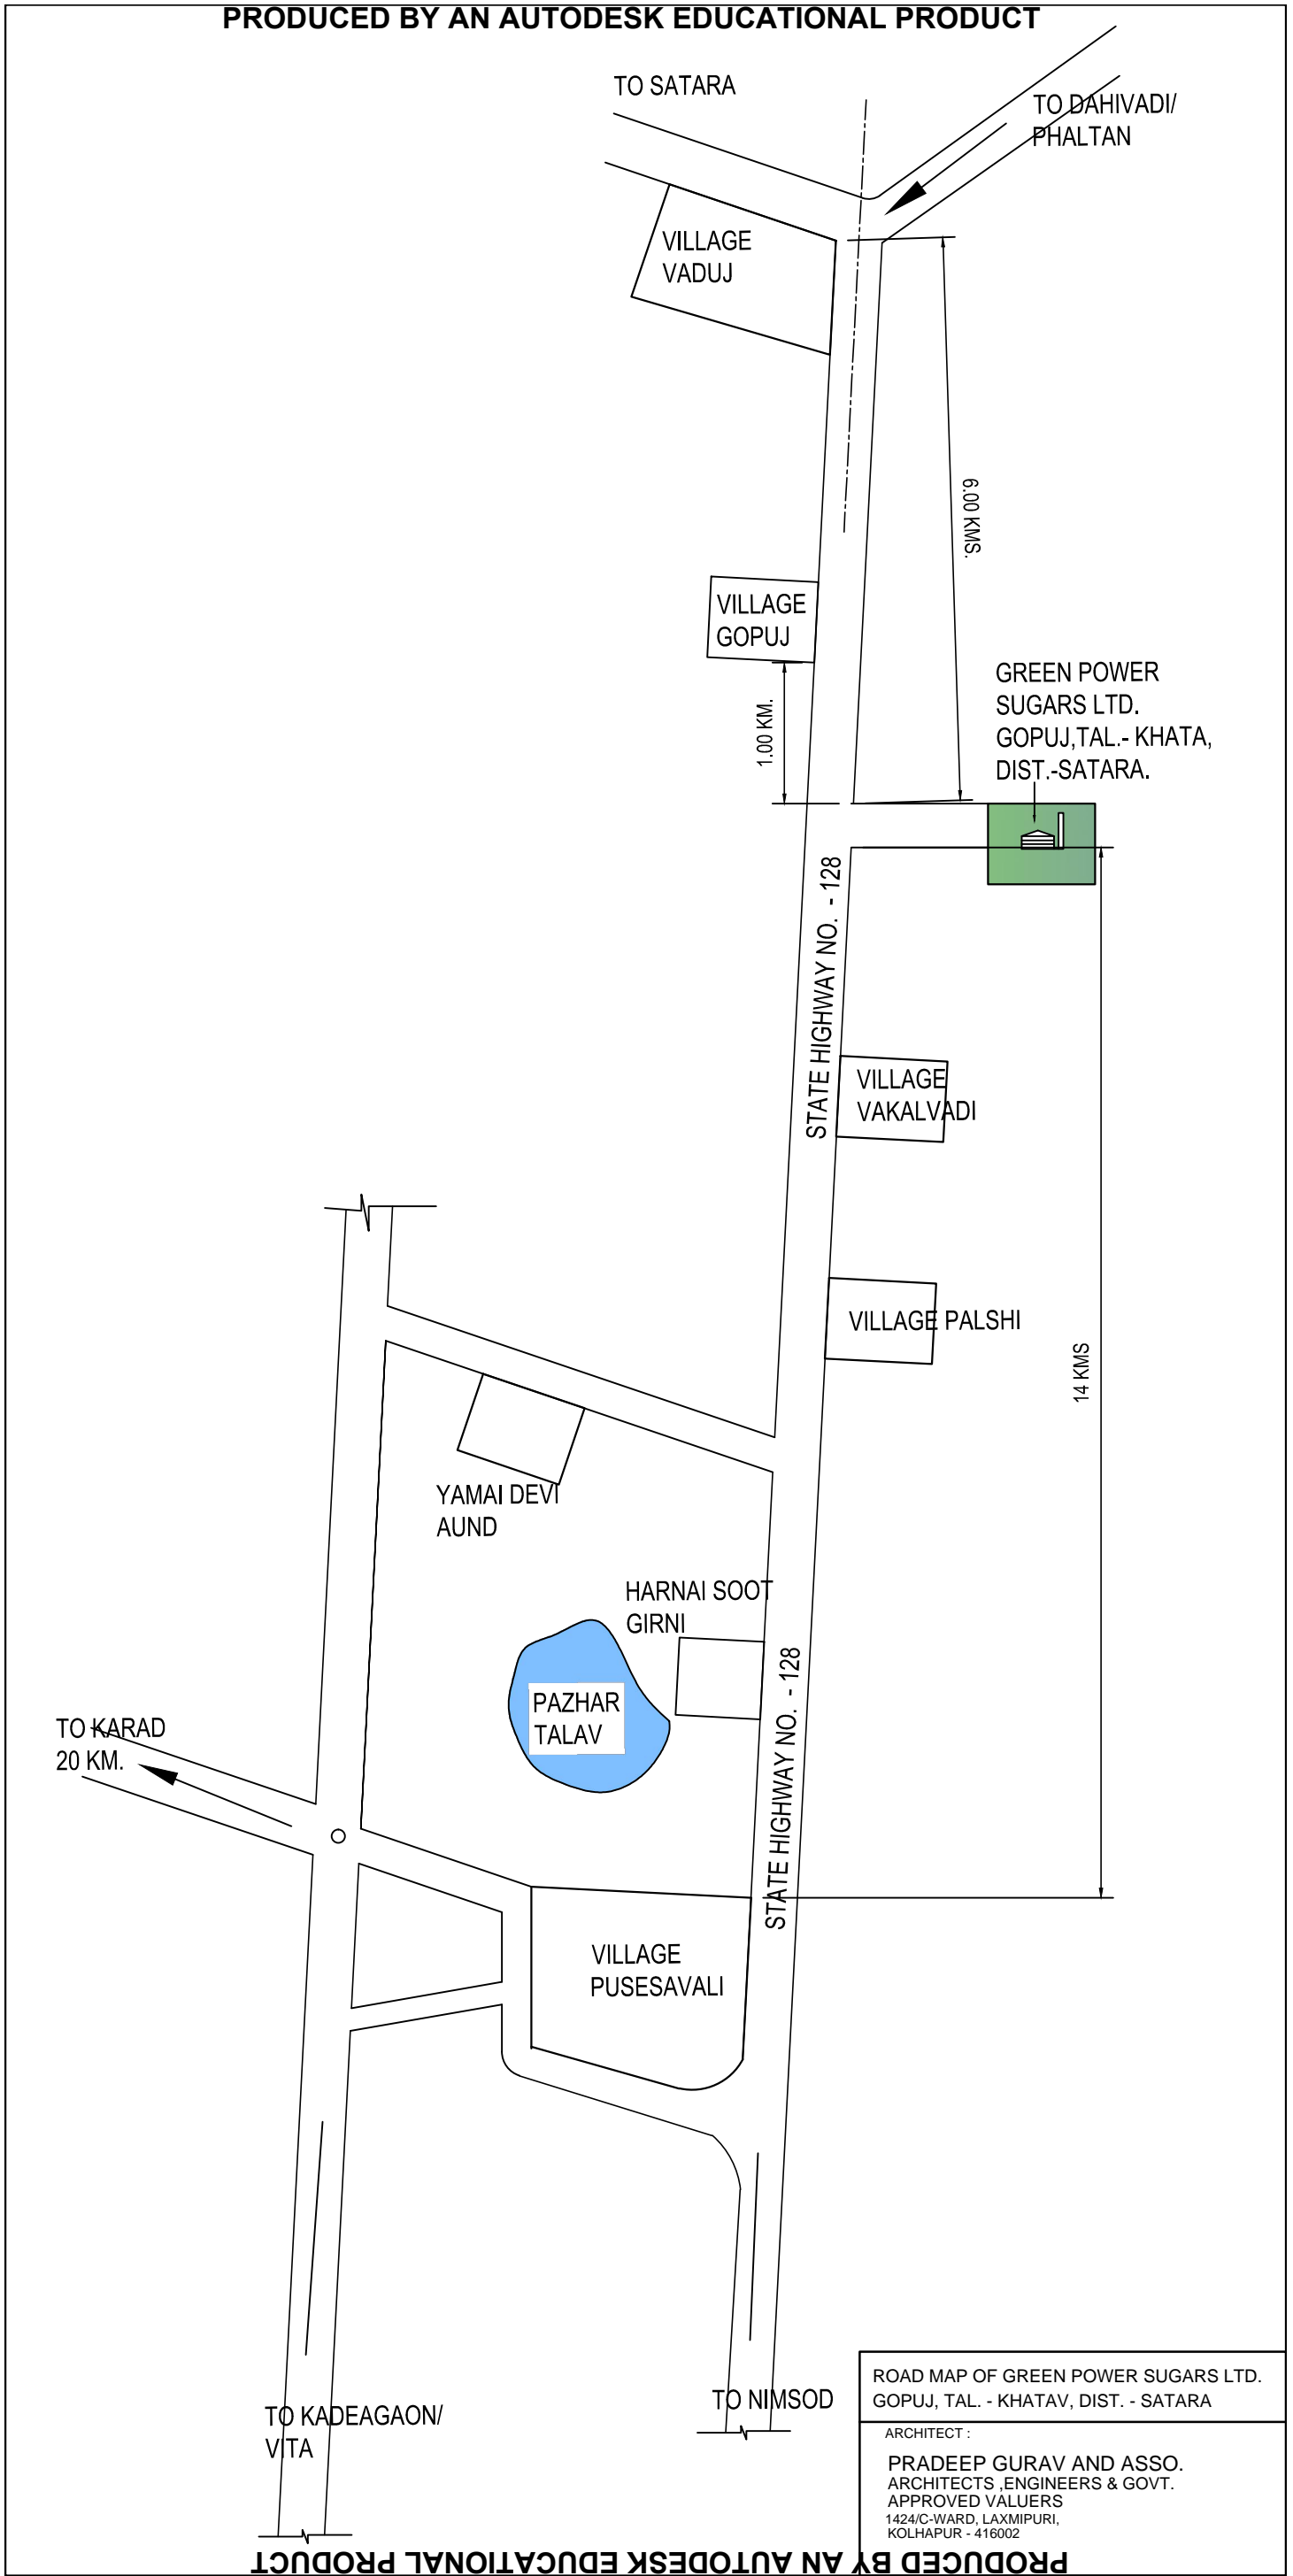 PRODUCED BY AN AUTODESK EDUCATIONAL PRODUCT
TO SATARA
TO DAHIVADI/
PHALTAN
VILLAGE
VADUJ
6.00 KMS.
VILLAGE
GOPUJ
1.00 KM.
GREEN POWER
SUGARS LTD.
GOPUJ,TAL.- KHATA,
DIST.-SATARA.
STATE HIGHWAY NO. - 128
VILLAGE
VAKALVADI
VILLAGE PALSHI
14 KMS
YAMAI DEVI
AUND
HARNAI SOOT
GIRNI
PAZHAR
TALAV
STATE HIGHWAY NO. - 128
TO KARAD
20 KM.
VILLAGE
PUSESAVALI
TO KADEAGAON/
VITA
TO NIMSOD
ROAD MAP OF GREEN POWER SUGARS LTD.
GOPUJ, TAL. - KHATAV, DIST. - SATARA
ARCHITECT :
PRADEEP GURAV AND ASSO.
ARCHITECTS ,ENGINEERS & GOVT.
APPROVED VALUERS
1424/C-WARD, LAXMIPURI,
KOLHAPUR - 416002
PRODUCED BY AN AUTODESK EDUCATIONAL PRODUCT